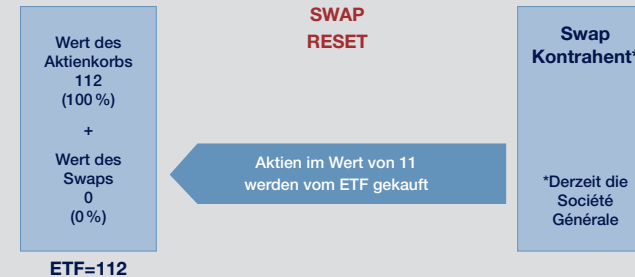 SWAP
RESET
Wert des
Aktienkorbs
112
(100 %)
+
Wert des
Swaps
0
(0 %)
ETF=112
Aktien im Wert von 11
werden vom ETF gekauft
Swap
Kontrahent*
*Derzeit die
Société
Générale